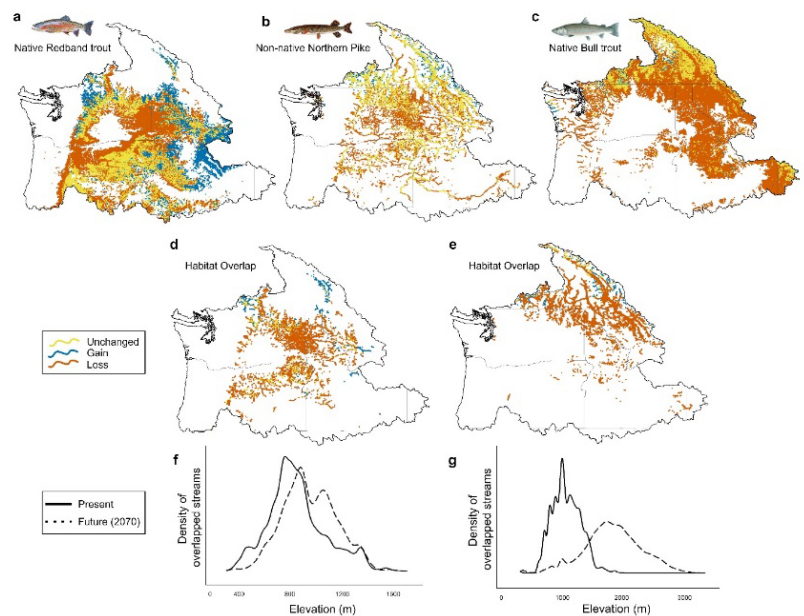 a
Native Redband trout
b
Non-native Northern Pike
c
Native Bull trout
d
Habitat Overlap
e
Habitat Overlap
Unchanged
Gain
Loss
f
g
Present
Future (2070)
Density of
overlapped streams
0 400 800 1200 1600
Elevation (m)
Density of
overlapped streams
0 1000 2000 3000
Elevation (m)